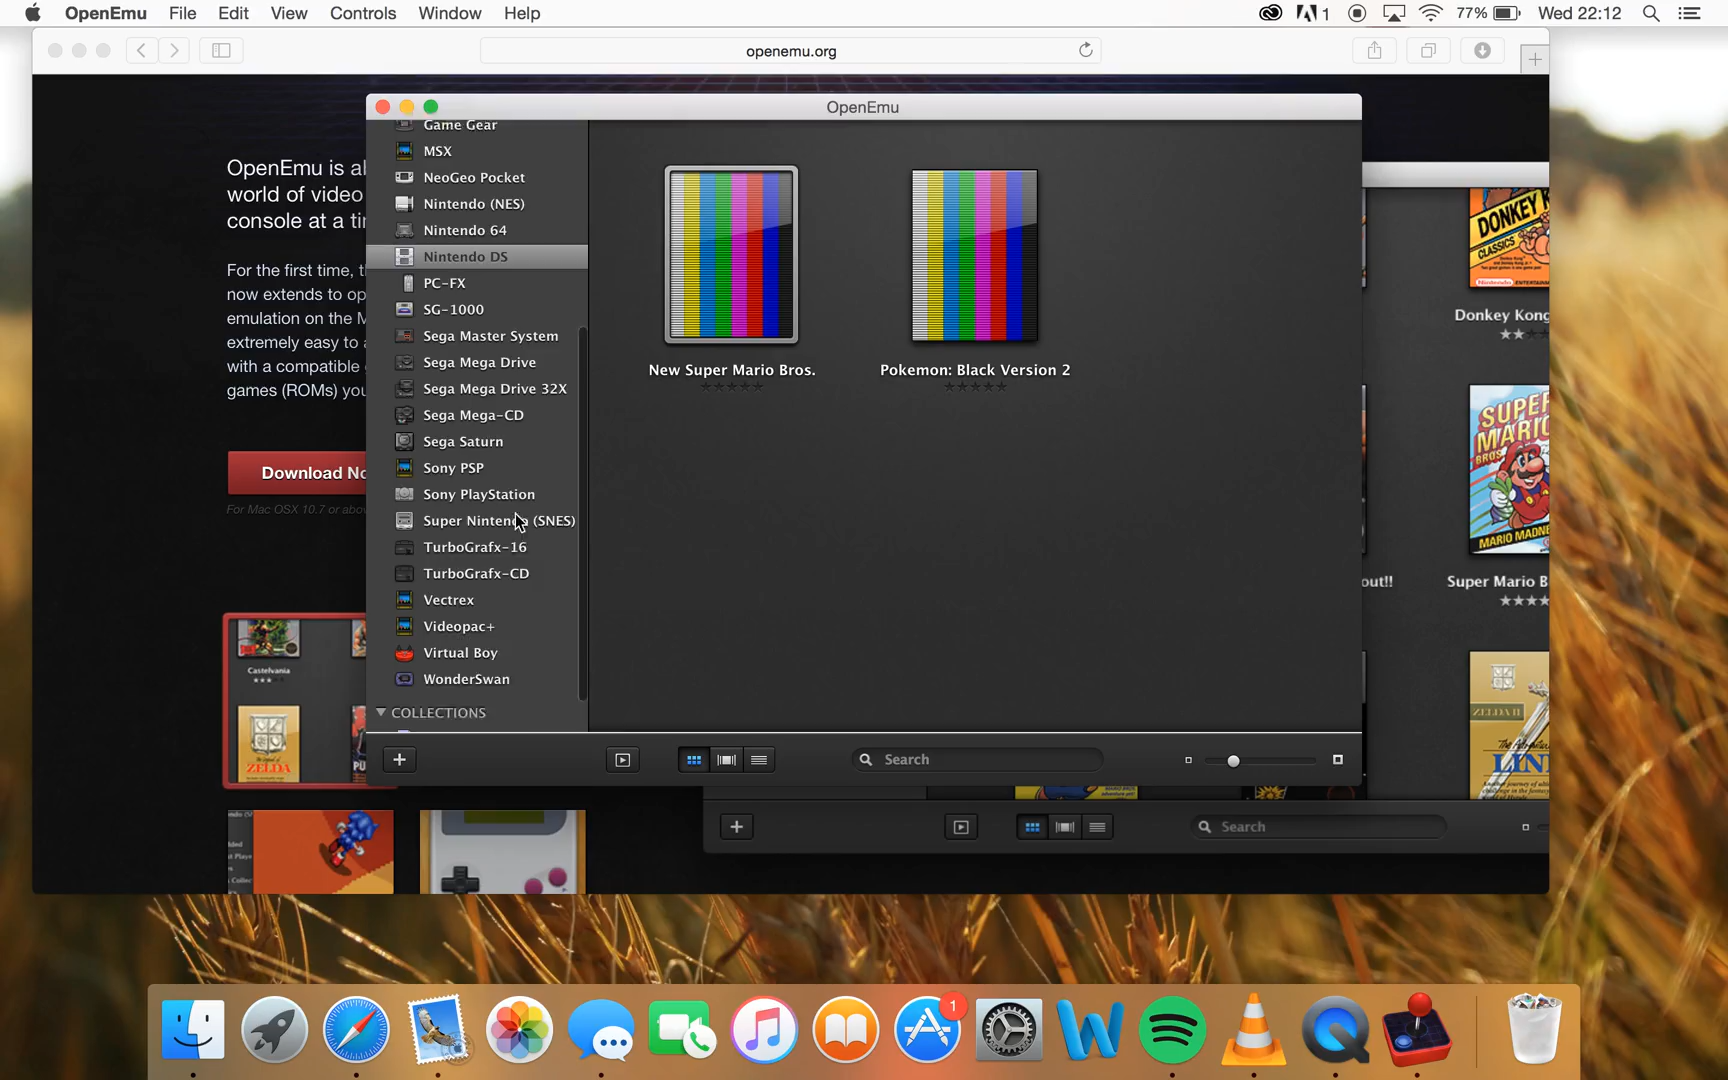 OpenEmu File Edit View Controls Window Help
1 77% Wed 22:12
openemu.org
OpenEmu
OpenEmu is a
world of video
console at a ti
For the first time, t
now extends to op
emulation on the M
extremely easy to a
with a compatible
games (ROMs) you
Download No
For Mac OSX 10.7 or abov
Castelvania
ZELDA
Game Gear
MSX
NeoGeo Pocket
Nintendo (NES)
Nintendo 64
Nintendo DS
PC-FX
SG-1000
Sega Master System
Sega Mega Drive
Sega Mega Drive 32X
Sega Mega-CD
Sega Saturn
Sony PSP
Sony PlayStation
Super Nintendo (SNES)
TurboGrafx-16
TurboGrafx-CD
Vectrex
Videopac+
Virtual Boy
WonderSwan
COLLECTIONS
New Super Mario Bros.
Pokemon: Black Version 2
Search
DONKEY K
CLASSICS
Donkey Kong
SUPER
MARIO
BROS
MARIO MADNE
out!!
Super Mario B
ZELDA II
LIN
Search
1